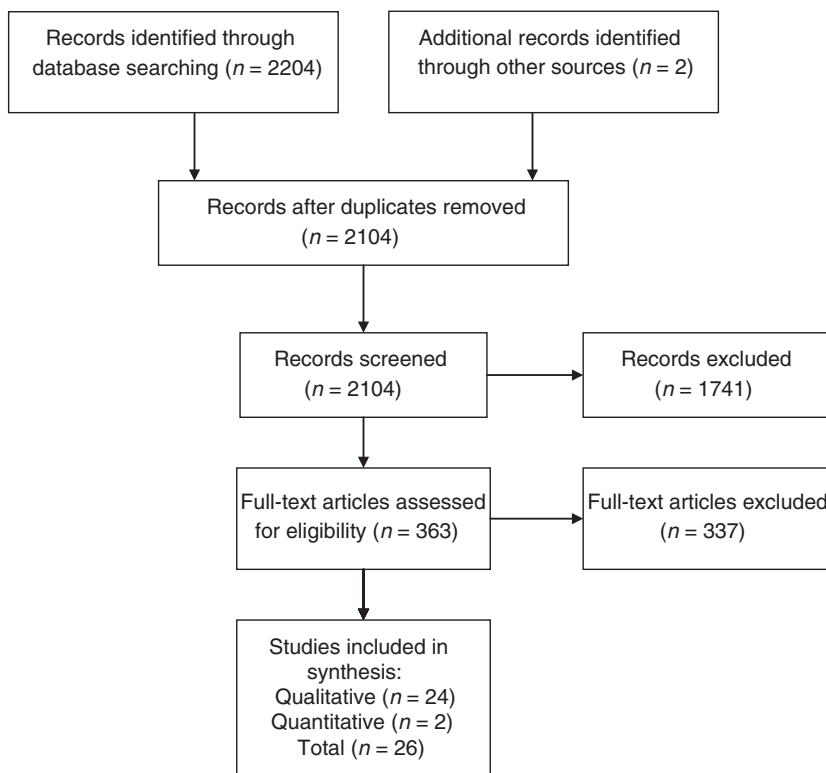 Records identified through
database searching (n = 2204)
Additional records identified
through other sources (n = 2)
Records after duplicates removed
(n = 2104)
Records screened
(n = 2104)
Records excluded
(n = 1741)
Full-text articles assessed
for eligibility (n = 363)
Full-text articles excluded
(n = 337)
Studies included in
synthesis:
Qualitative (n = 24)
Quantitative (n = 2)
Total (n = 26)